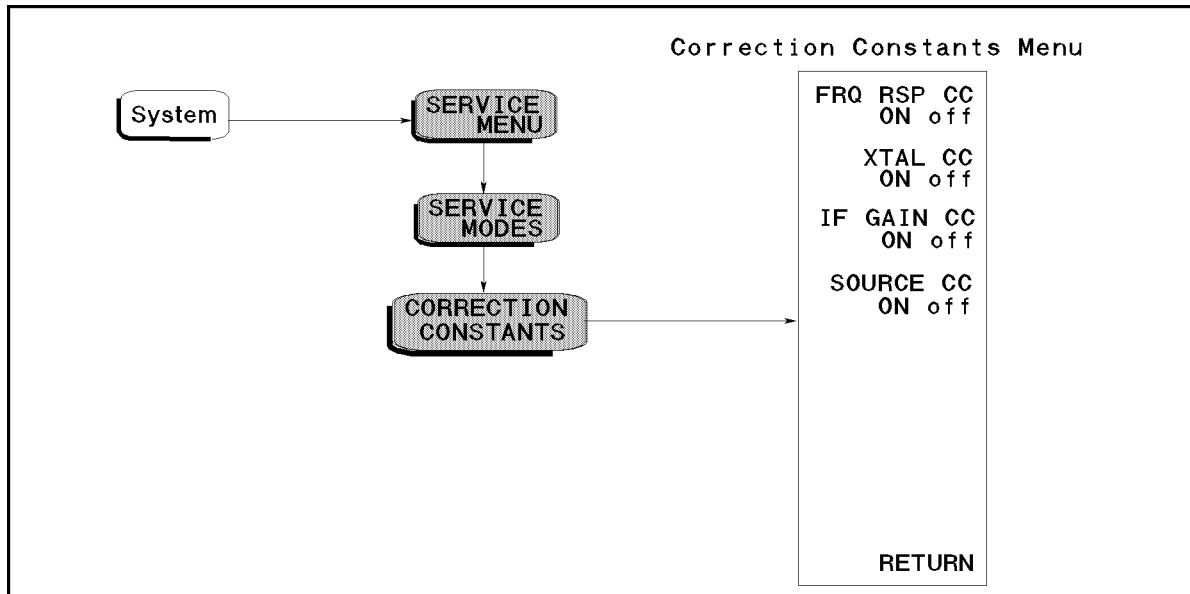 Correction Constants Menu
System
SERVICE
MENU
SERVICE
MODES
CORRECTION
CONSTANTS
FRQ RSP CC
ON off
XTAL CC
ON off
IF GAIN CC
ON off
SOURCE CC
ON off
RETURN